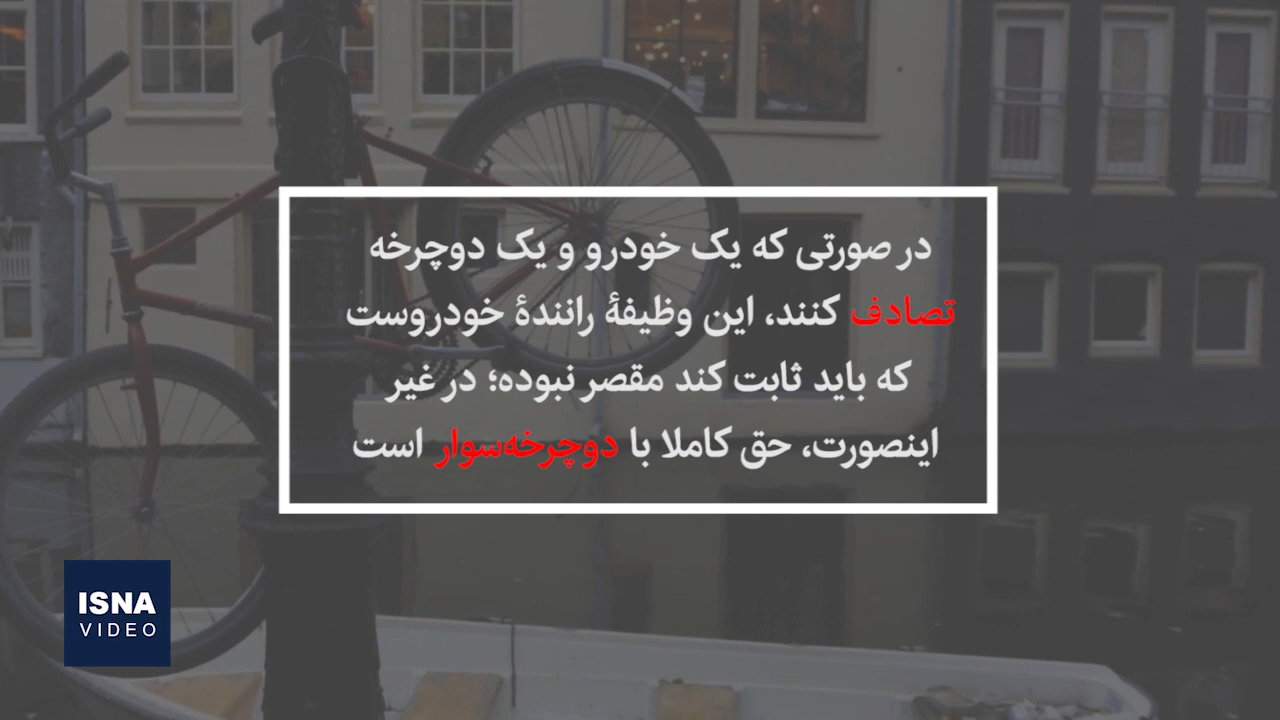 در صورتی که یک خودرو و یک دوچرخه
تصادف کنند، این وظیفهٔ رانندهٔ خودروست
که باید ثابت کند مقصر نبوده؛ در غیر
اینصورت، حق کاملا با دوچرخه‌سوار است
ISNA
VIDEO